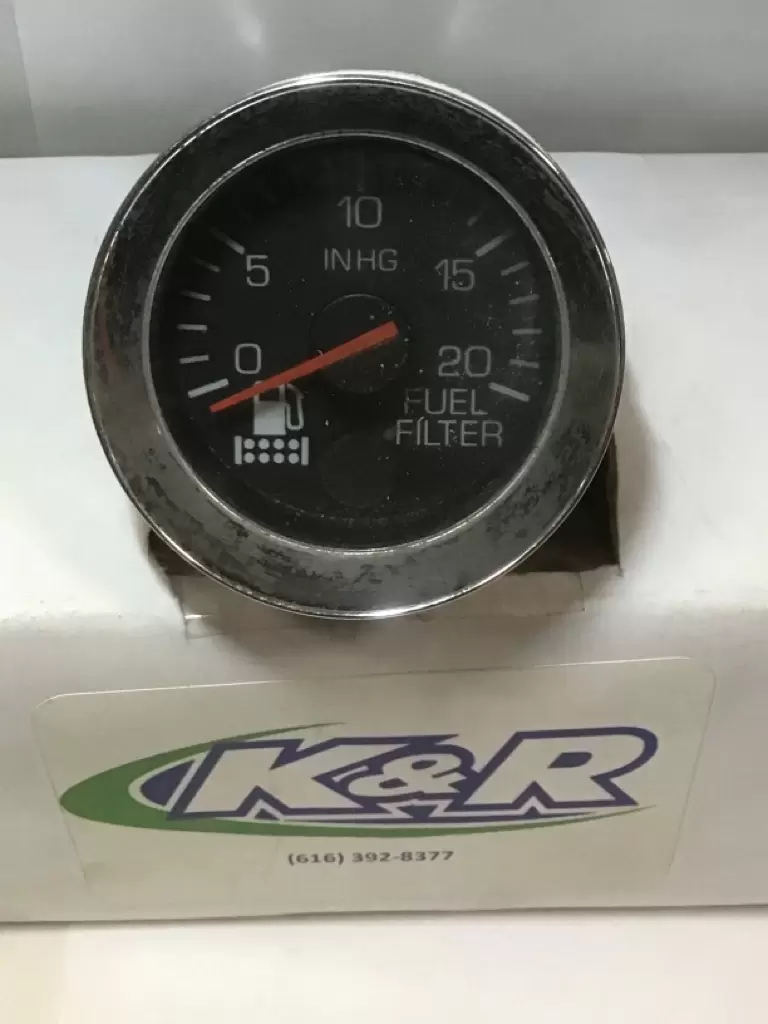 10
INHG
5
15
0
20
FUEL
FILTER
K&R
(616) 392-8377